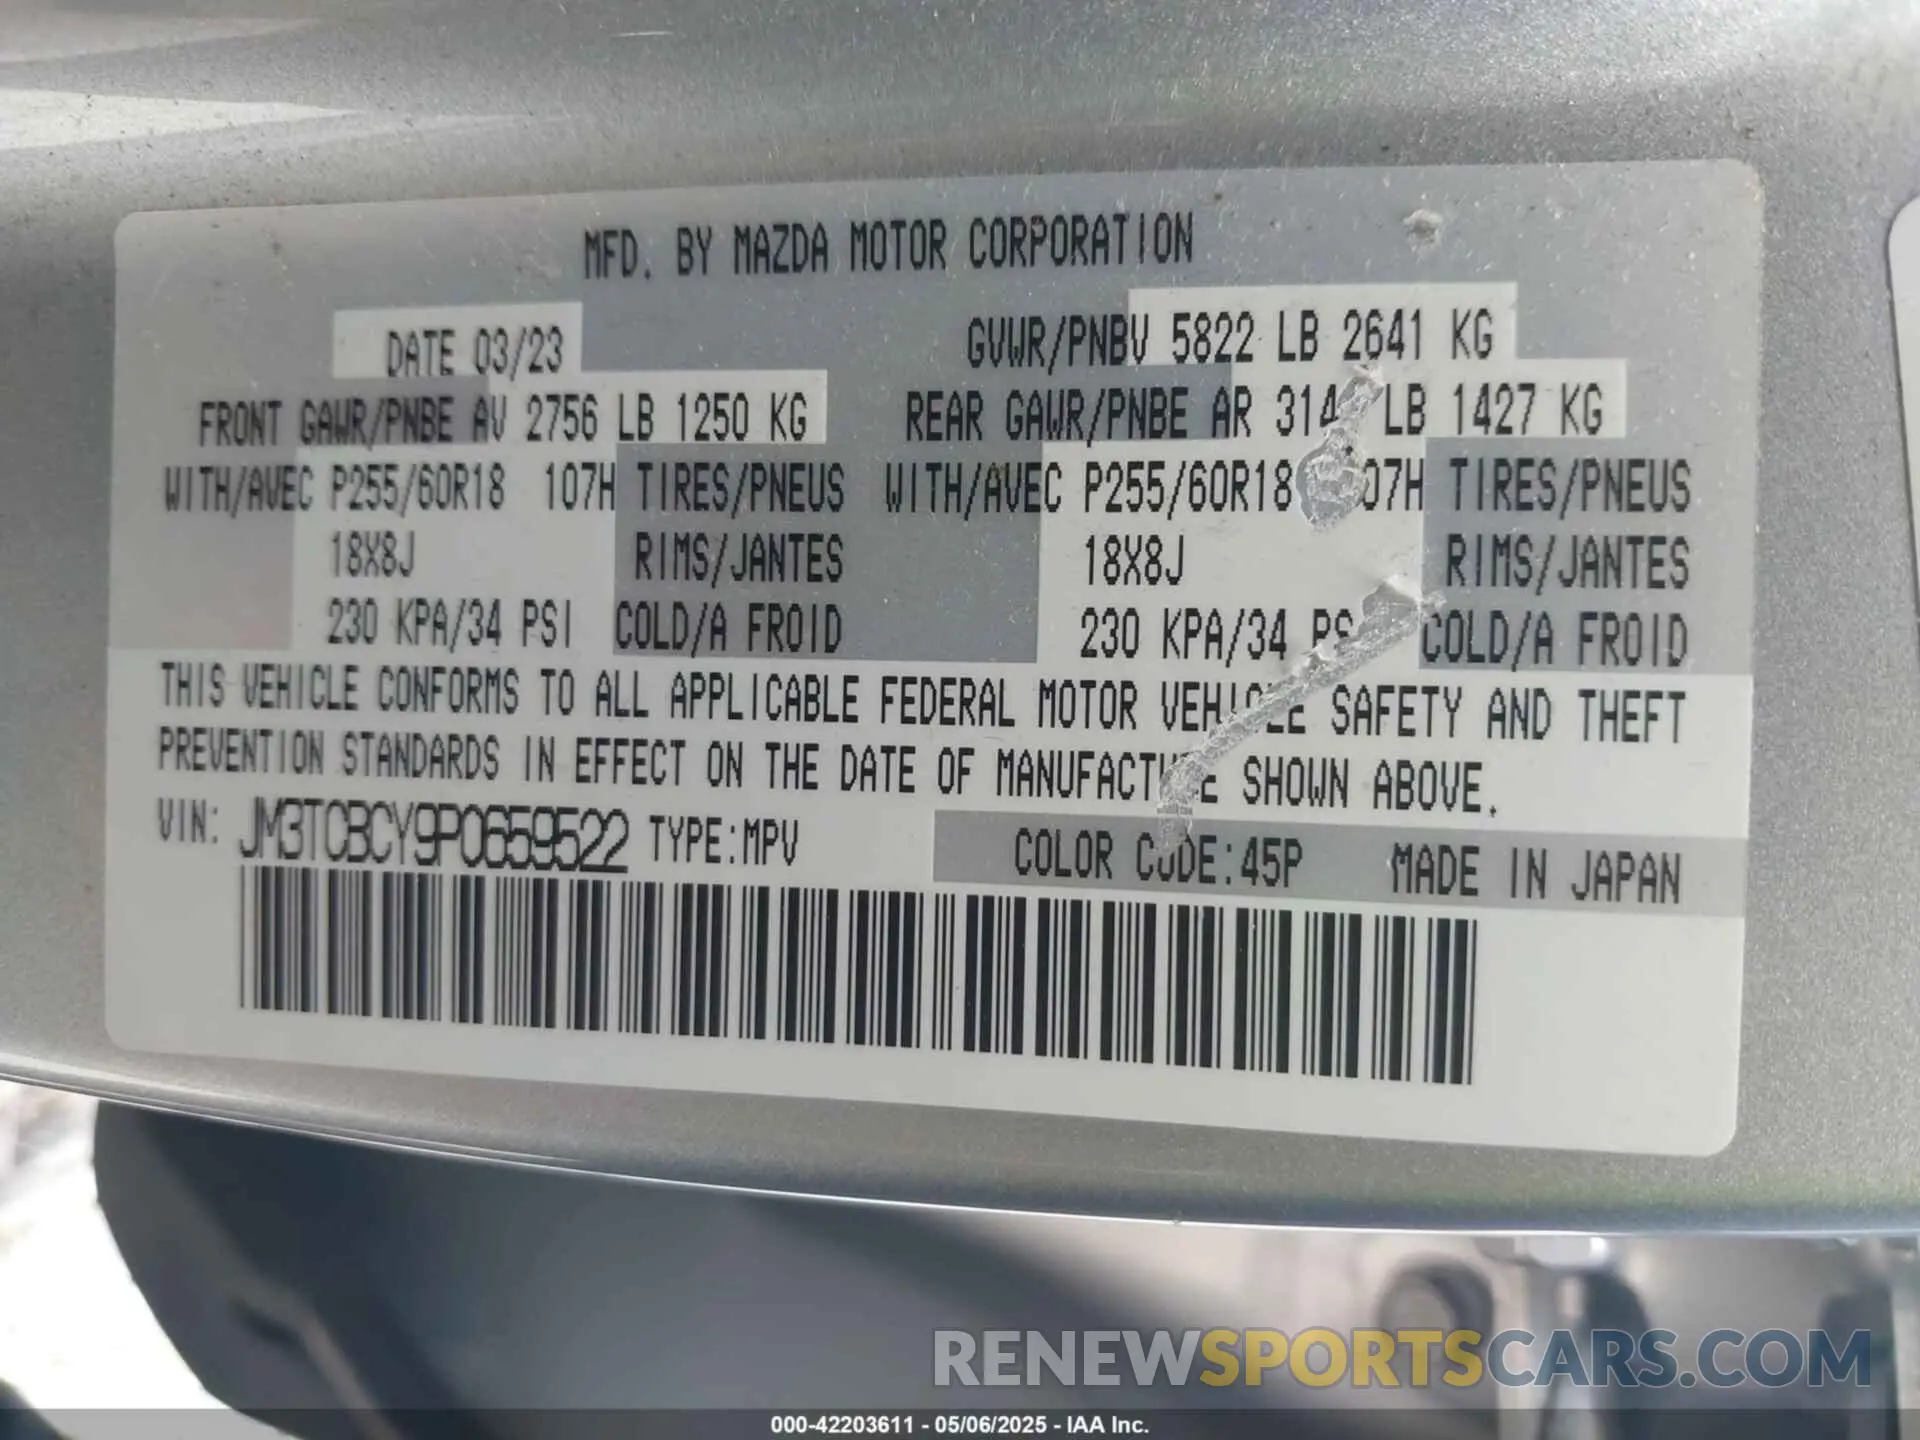 MFD. BY MAZDA MOTOR CORPORATION
DATE 03/23 GVWR/PNBV 5822 LB 2641 KG
FRONT GAWR/PNBE AV 2756 LB 1250 KG REAR GAWR/PNBE AR LB 1427 KG
WITH/AVEC P255/60R18 107H TIRES/PNEUS WITH/AVEC P255/60R18 TIRES/PNEUS
18X8J RIMS/JANTES 18X8J RIMS/JANTES
230 KPA/34 PSI COLD/A FROID 230 KPA/34 PSI COLD/A FROID
THIS VEHICLE CONFORMS TO ALL APPLICABLE FEDERAL MOTOR VEHICLE SAFETY AND THEFT
PREVENTION STANDARDS IN EFFECT ON THE DATE OF MANUFACTURE SHOWN ABOVE.
VIN: JM3TCBCY9P0659522 TYPE:MPV COLOR CODE:45P MADE IN JAPAN
RENEWSPORTSCARS.COM
000-42203611 - 05/06/2025 - IAA Inc.